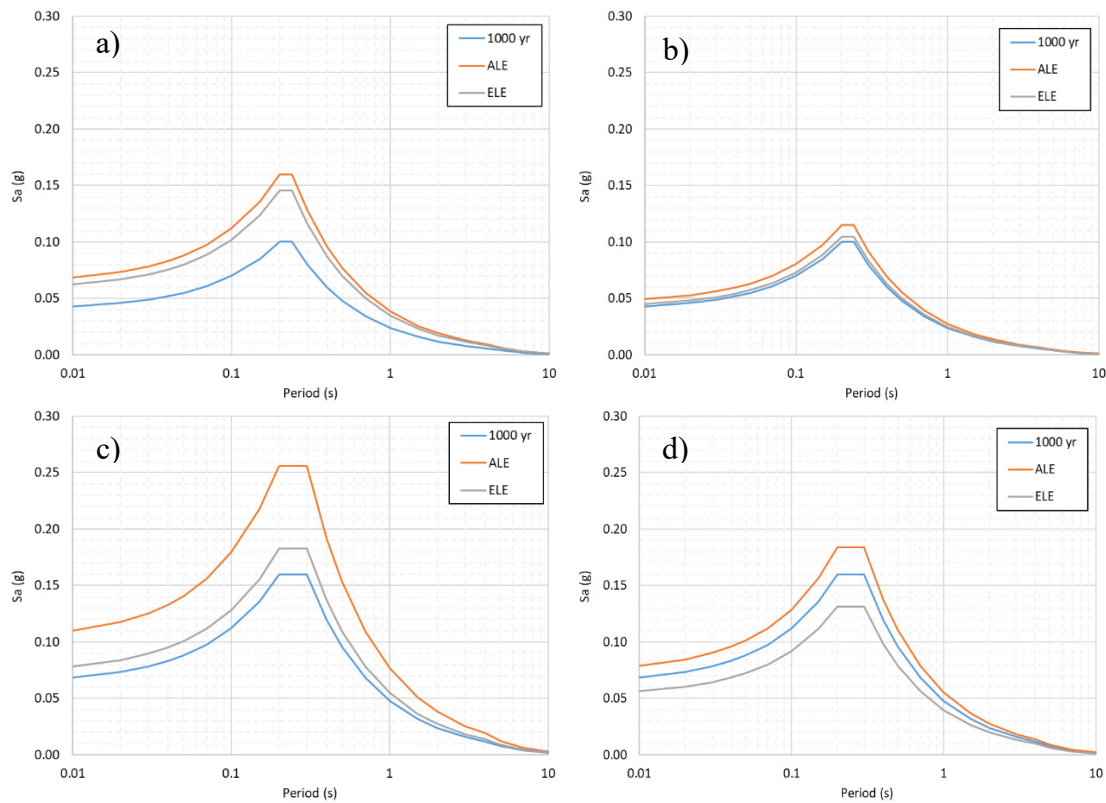 a)
1000 yr
ALE
ELE
0.30
0.25
0.20
0.15
0.10
0.05
0.00
Sa (g)
0.01 0.1 1 10
Period (s)
b)
1000 yr
ALE
ELE
0.30
0.25
0.20
0.15
0.10
0.05
0.00
Sa (g)
0.01 0.1 1 10
Period (s)
c)
1000 yr
ALE
ELE
0.30
0.25
0.20
0.15
0.10
0.05
0.00
Sa (g)
0.01 0.1 1 10
Period (s)
d)
1000 yr
ALE
ELE
0.30
0.25
0.20
0.15
0.10
0.05
0.00
Sa (g)
0.01 0.1 1 10
Period (s)